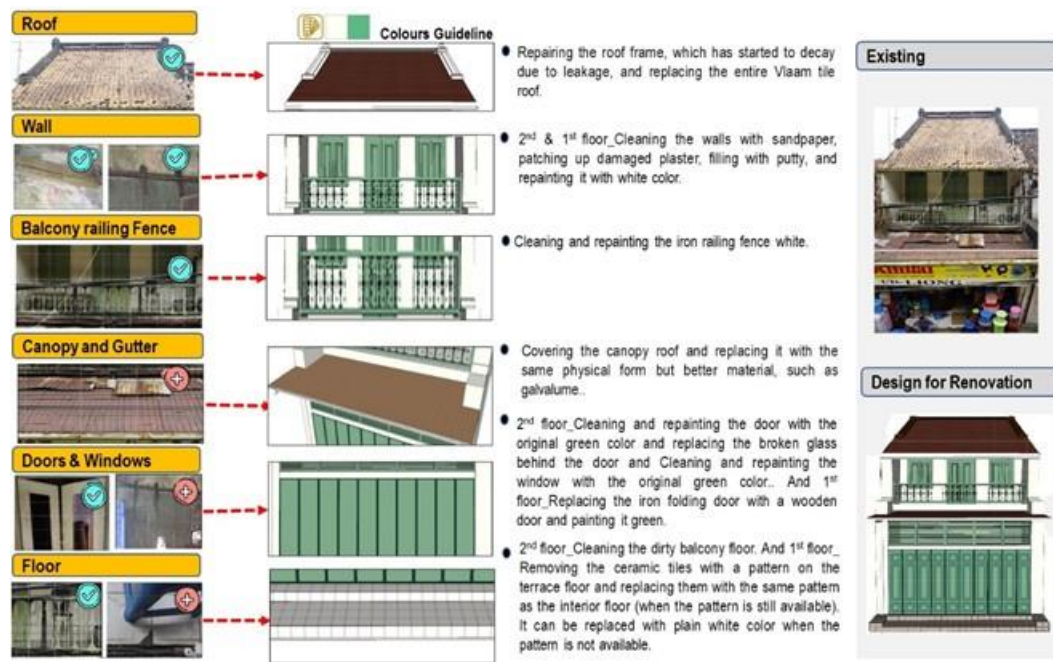 Roof
Colours Guideline
Repairing the roof frame, which has started to decay
due to leakage, and replacing the entire Vlaam tile
roof.
Existing
Wall
2nd & 1st floor_Cleaning the walls with sandpaper,
patching up damaged plaster, filling with putty, and
repainting it with white color.
Balcony railing Fence
Cleaning and repainting the iron railing fence white.
LIONG
Canopy and Gutter
Covering the canopy roof and replacing it with the
same physical form but better material, such as
galvalume..
Design for Renovation
Doors & Windows
2nd floor_Cleaning and repainting the door with the
original green color and replacing the broken glass
behind the door and Cleaning and repainting the
window with the original green color.. And 1st
floor_Replacing the iron folding door with a wooden
door and painting it green.
Floor
2nd floor_Cleaning the dirty balcony floor. And 1st floor_
Removing the ceramic tiles with a pattern on the
terrace floor and replacing them with the same pattern
as the interior floor (when the pattern is still available).
It can be replaced with plain white color when the
pattern is not available.